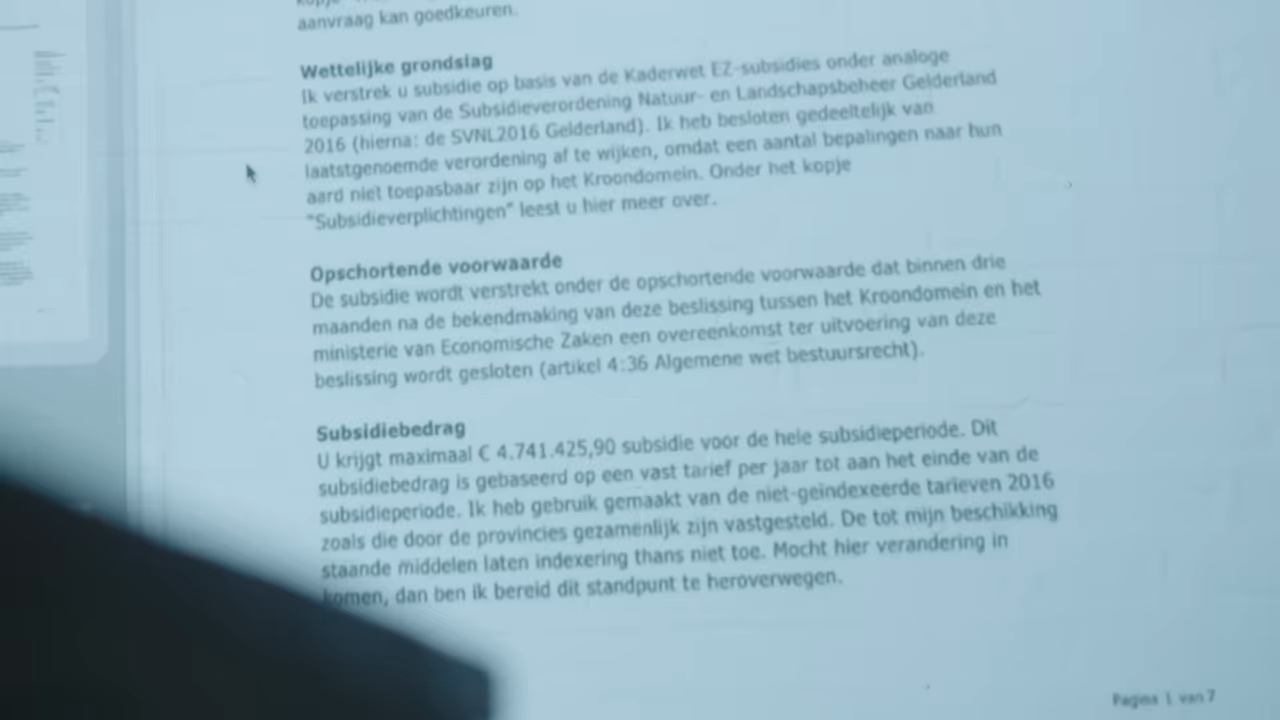 aanvraag kan goedkeuren.
Wettelijke grondslag
Ik verstrek u subsidie op basis van de Kaderwet EZ-subsidies onder analoge
toepassing van de Subsidieverordening Natuur- en Landschapsbeheer Gelderland
2016 (hierna: de SVNL2016 Gelderland). Ik heb besloten gedeeltelijk van
laatstgenoemde verordening af te wijken, omdat een aantal bepalingen naar hun
aard niet toepasbaar zijn op het Kroondomein. Onder het kopje
"Subsidieverplichtingen" leest u hier meer over.
Opschortende voorwaarde
De subsidie wordt verstrekt onder de opschortende voorwaarde dat binnen drie
maanden na de bekendmaking van deze beslissing tussen het Kroondomein en het
ministerie van Economische Zaken een overeenkomst ter uitvoering van deze
beslissing wordt gesloten (artikel 4:36 Algemene wet bestuursrecht).
Subsidiebedrag
U krijgt maximaal € 4.741.425,90 subsidie voor de hele subsidieperiode. Dit
subsidiebedrag is gebaseerd op een vast tarief per jaar tot aan het einde van de
subsidieperiode. Ik heb gebruik gemaakt van de niet-geïndexeerde tarieven 2016
zoals die door de provincies gezamenlijk zijn vastgesteld. De tot mijn beschikking
staande middelen laten indexering thans niet toe. Mocht hier verandering in
komen, dan ben ik bereid dit standpunt te heroverwegen.
Pagina 1 van 7